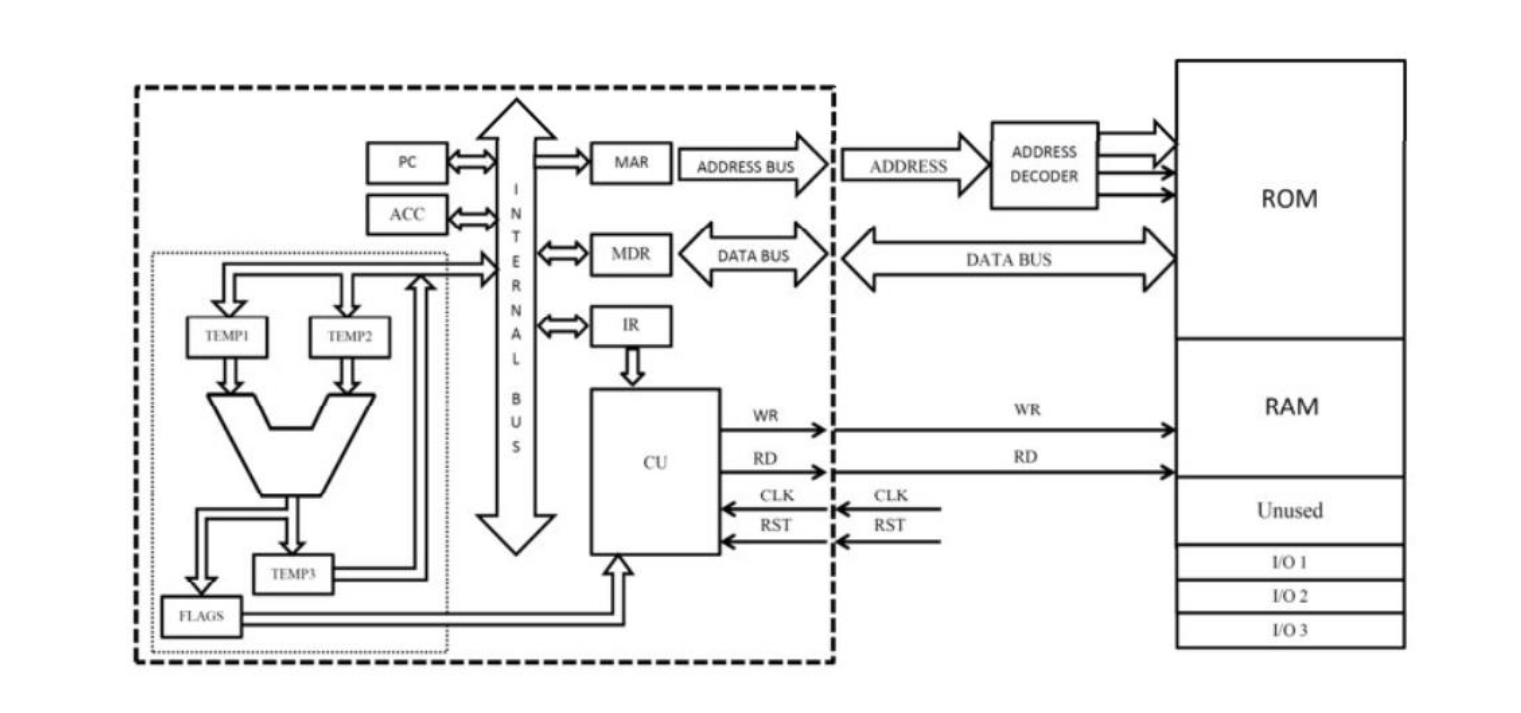 PC
MAR
ADDRESS BUS
ADDRESS
ADDRESS
DECODER
ROM
ACC
INTERNAL BUS
MDR
DATA BUS
DATA BUS
TEMP1
TEMP2
IR
RAM
CU
WR
WR
RD
RD
CLK
CLK
RST
RST
Unused
I/O 1
TEMP3
I/O 2
FLAGS
I/O 3